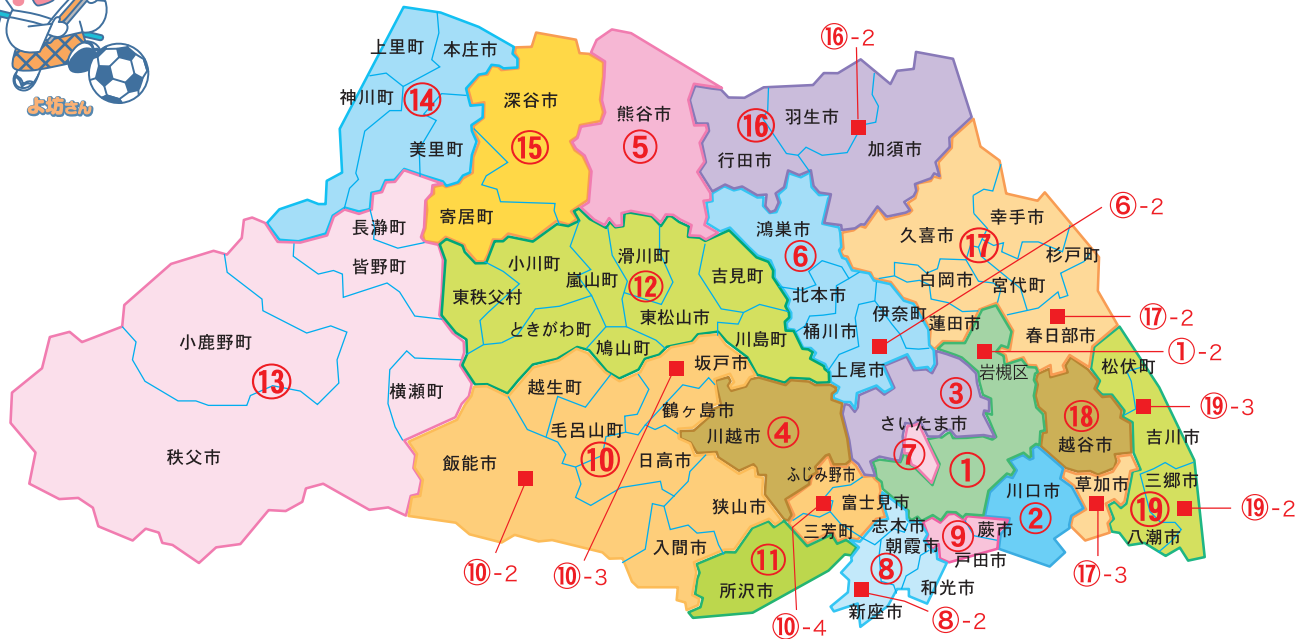 よ坊さん
上里町
本庄市
神川町
⑭
美里町
深谷市
⑮
寄居町
熊谷市
⑤
⑯-2
⑯
羽生市
行田市
加須市
⑥-2
長瀞町
皆野町
小鹿野町
⑬
横瀬町
秩父市
小川町
嵐山町
滑川町
⑫
吉見町
東秩父村
ときがわ町
東松山市
鳩山町
川島町
鴻巣市
⑥
北本市
桶川市
伊奈町
上尾市
久喜市
⑰
幸手市
杉戸町
白岡市
宮代町
蓮田市
春日部市
⑰-2
①-2
岩槻区
松伏町
⑲-3
越生町
坂戸市
毛呂山町
鶴ヶ島市
⑩
飯能市
日高市
狭山市
入間市
川越市
④
③
さいたま市
⑦
①
⑱
越谷市
吉川市
ふじみ野市
富士見市
三芳町
志木市
朝霞市
⑧
和光市
新座市
⑨
蕨市
戸田市
川口市
②
草加市
三郷市
⑲
八潮市
⑲-2
⑰-3
⑪
所沢市
⑩-2
⑩-3
⑩-4
⑧-2